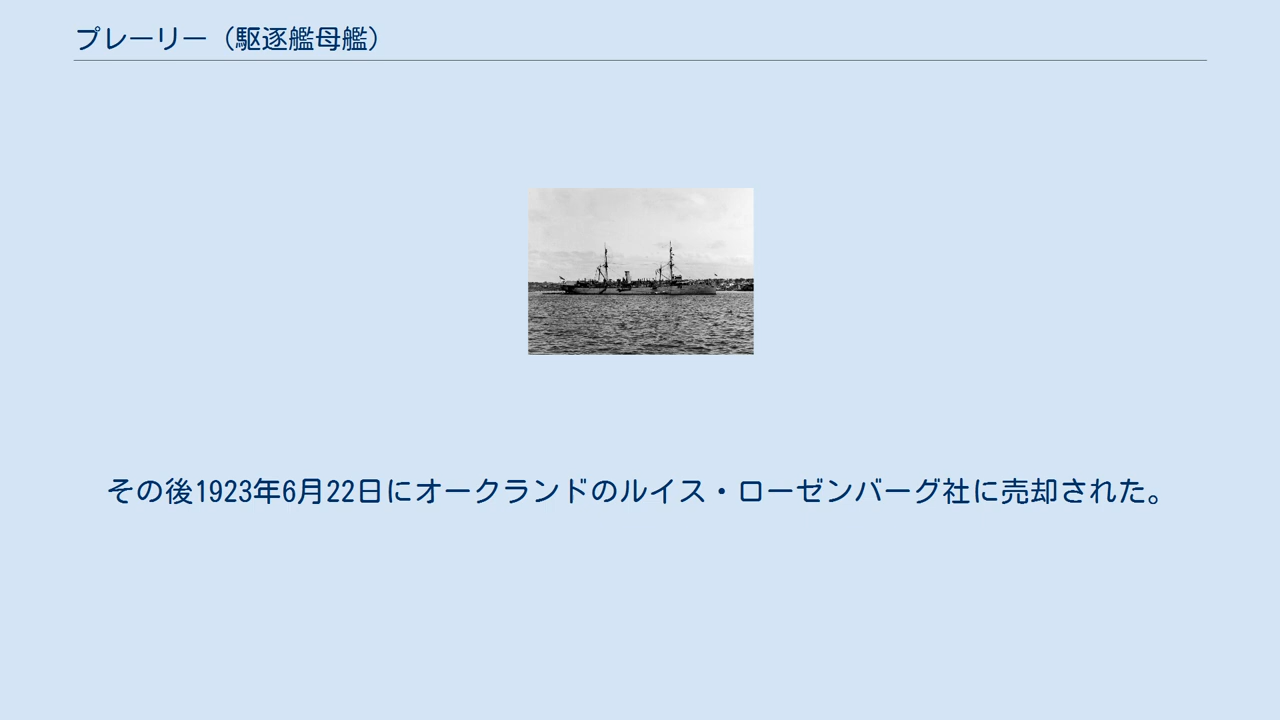 プレーリー（駆逐艦母艦）
その後1923年6月22日にオークランドのルイス・ローゼンバーグ社に売却された。